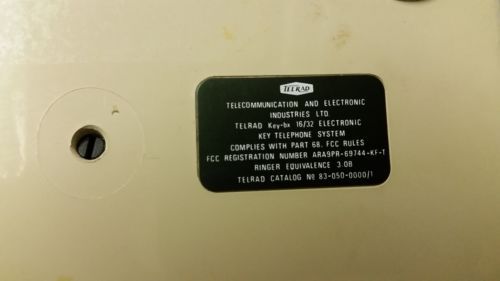 TELRAD
TELECOMMUNICATION AND ELECTRONIC
INDUSTRIES LTD.
TELRAD Key-bx 16/32 ELECTRONIC
KEY TELEPHONE SYSTEM
COMPLIES WITH PART 68, FCC RULES
FCC REGISTRATION NUMBER ARA9PR-69744-KF-T
RINGER EQUIVALENCE 3.0B
TELRAD CATALOG No 83-050-0000/1